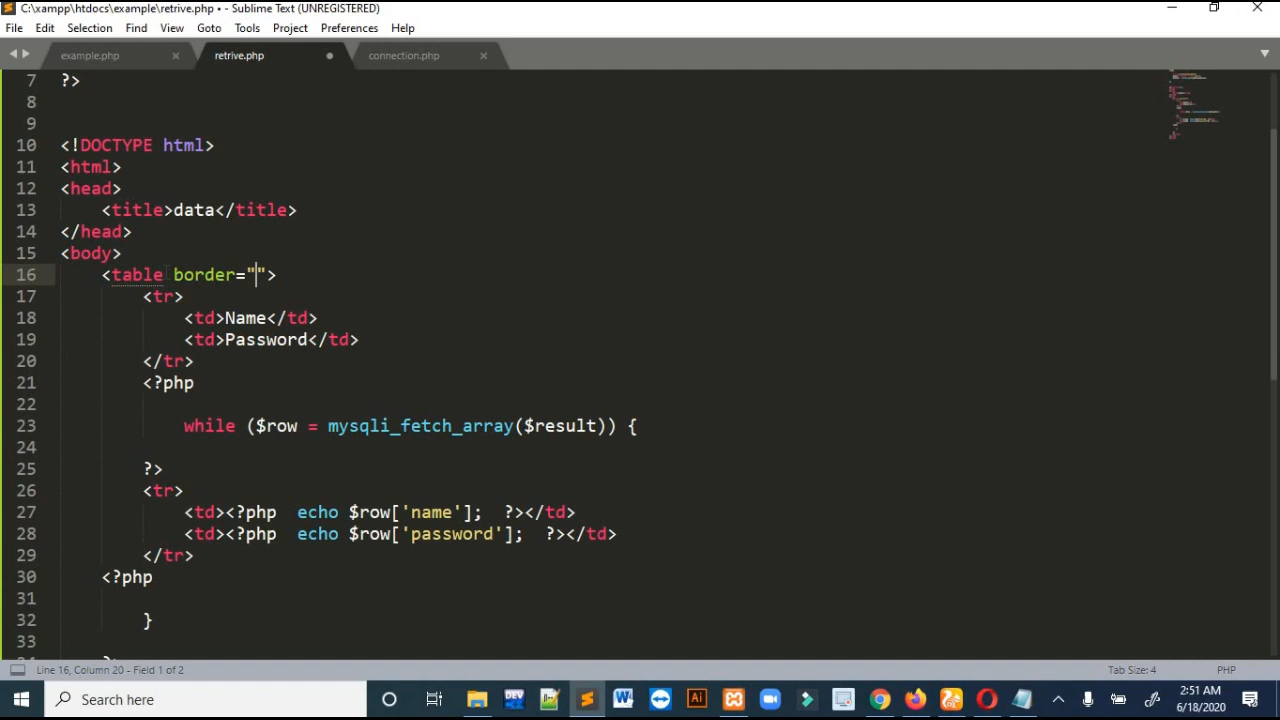 C:\xampp\htdocs\example\retrive.php • - Sublime Text (UNREGISTERED)
File Edit Selection Find View Goto Tools Project Preferences Help
example.php retrive.php connection.php
7 ?>
8
9
10 <!DOCTYPE html>
11 <html>
12 <head>
13 <title>data</title>
14 </head>
15 <body>
16 <table border="">
17 <tr>
18 <td>Name</td>
19 <td>Password</td>
20 </tr>
21 <?php
22
23 while ($row = mysqli_fetch_array($result)) {
24
25 ?>
26 <tr>
27 <td><?php  echo $row['name'];  ?></td>
28 <td><?php  echo $row['password'];  ?></td>
29 </tr>
30 <?php
31
32 }
33
Line 16, Column 20 - Field 1 of 2 Tab Size: 4 PHP
Search here DEV W Ai 2:51 AM
6/18/2020